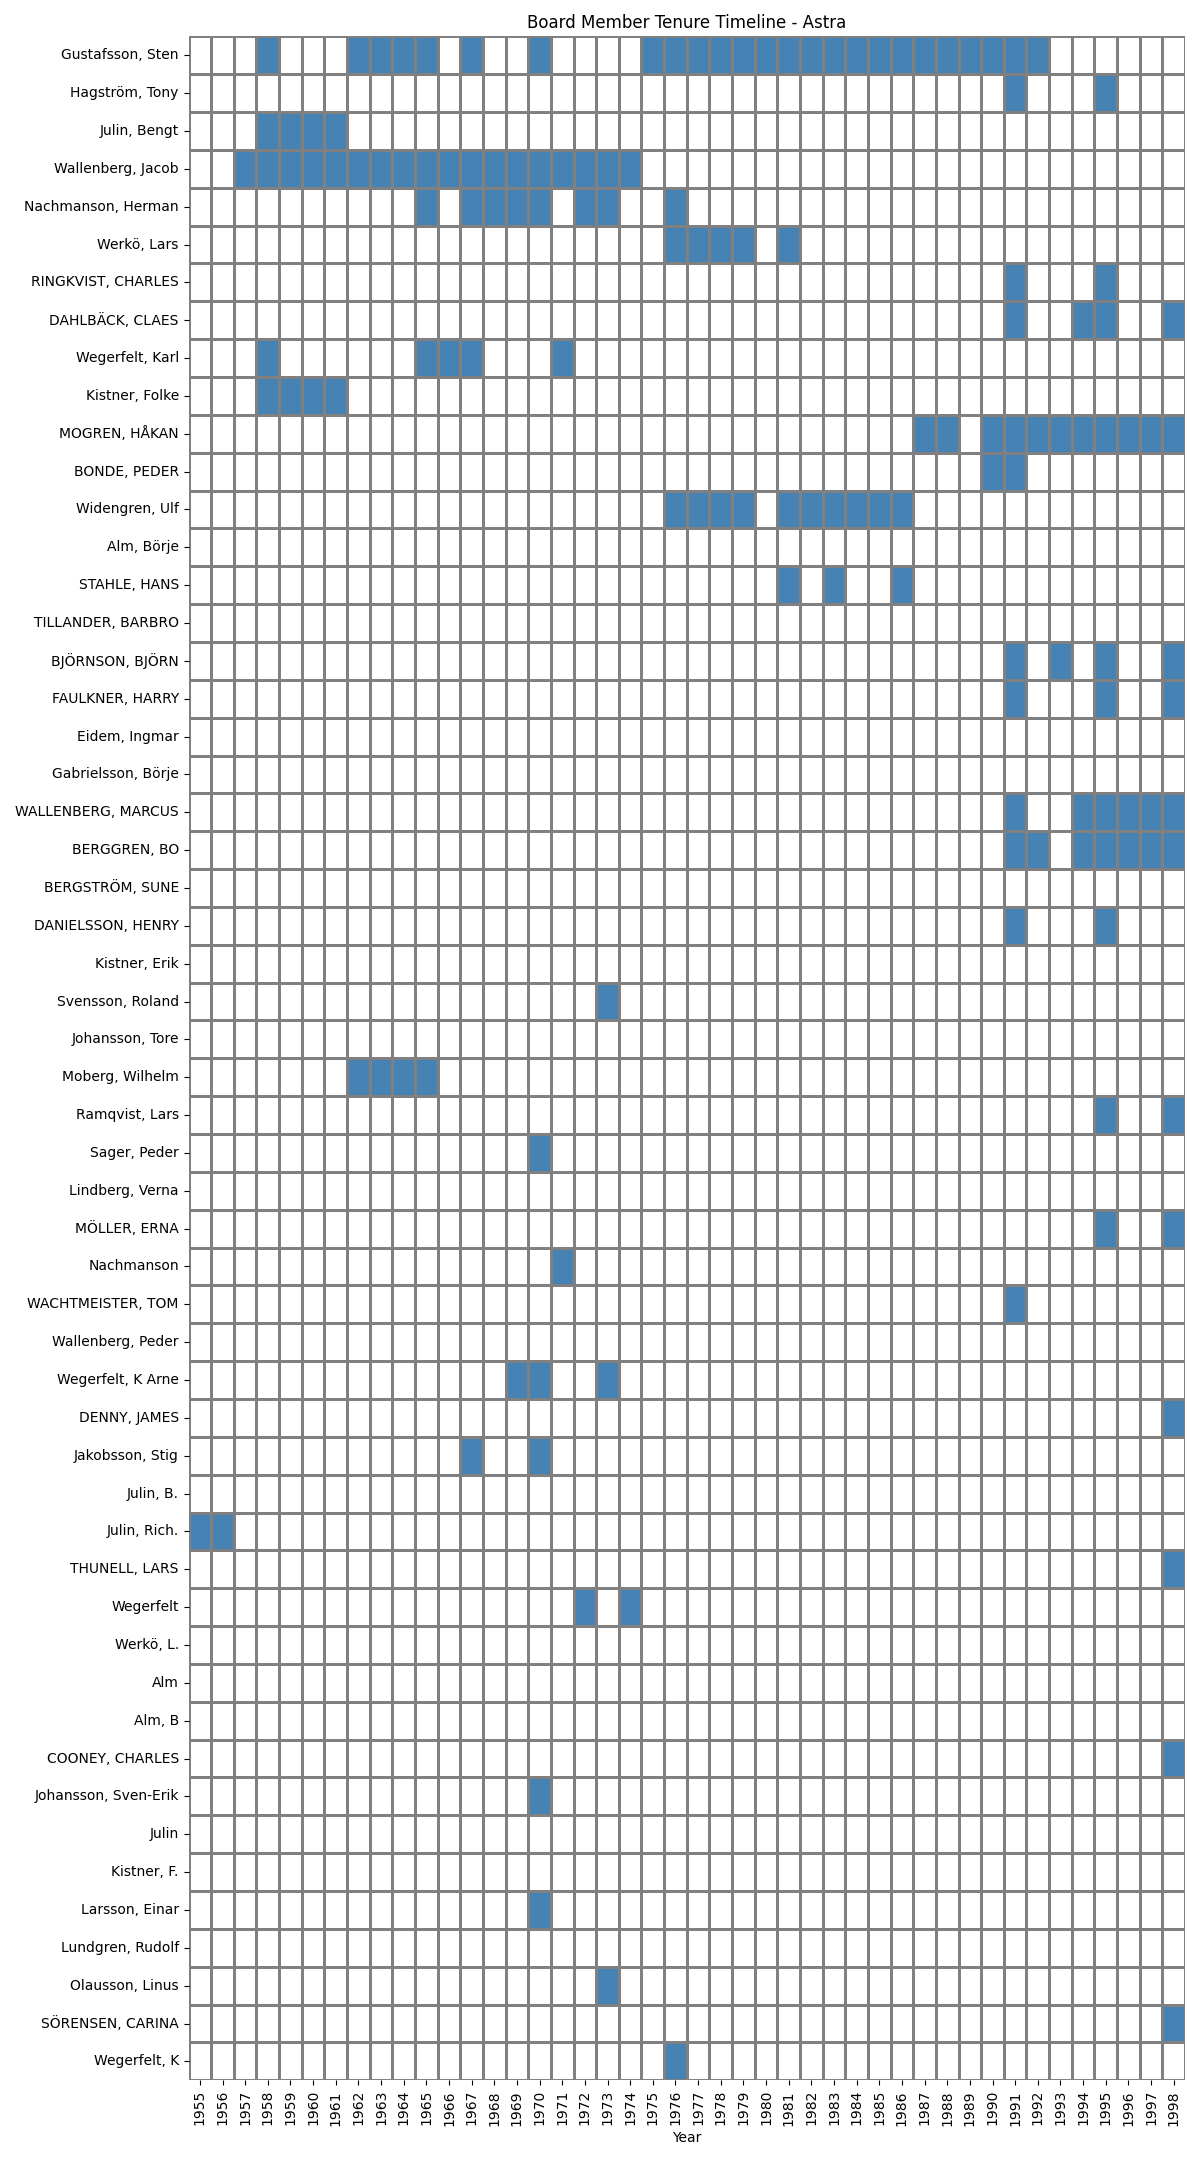 Board Member Tenure Timeline - Astra
Gustafsson, Sten
Hagström, Tony
Julin, Bengt
Wallenberg, Jacob
Nachmanson, Herman
Werkö, Lars
RINGKVIST, CHARLES
DAHLBÄCK, CLAES
Wegerfelt, Karl
Kistner, Folke
MOGREN, HÅKAN
BONDE, PEDER
Widengren, Ulf
Alm, Börje
STAHLE, HANS
TILLANDER, BARBRO
BJÖRNSON, BJÖRN
FAULKNER, HARRY
Eidem, Ingmar
Gabrielsson, Börje
WALLENBERG, MARCUS
BERGGREN, BO
BERGSTRÖM, SUNE
DANIELSSON, HENRY
Kistner, Erik
Svensson, Roland
Johansson, Tore
Moberg, Wilhelm
Ramqvist, Lars
Sager, Peder
Lindberg, Verna
MÖLLER, ERNA
Nachmanson
WACHTMEISTER, TOM
Wallenberg, Peder
Wegerfelt, K Arne
DENNY, JAMES
Jakobsson, Stig
Julin, B.
Julin, Rich.
THUNELL, LARS
Wegerfelt
Werkö, L.
Alm
Alm, B
COONEY, CHARLES
Johansson, Sven-Erik
Julin
Kistner, F.
Larsson, Einar
Lundgren, Rudolf
Olausson, Linus
SÖRENSEN, CARINA
Wegerfelt, K
1955 1956 1957 1958 1959 1960 1961 1962 1963 1964 1965 1966 1967 1968 1969 1970 1971 1972 1973 1974 1975 1976 1977 1978 1979 1980 1981 1982 1983 1984 1985 1986 1987 1988 1989 1990 1991 1992 1993 1994 1995 1996 1997 1998
Year